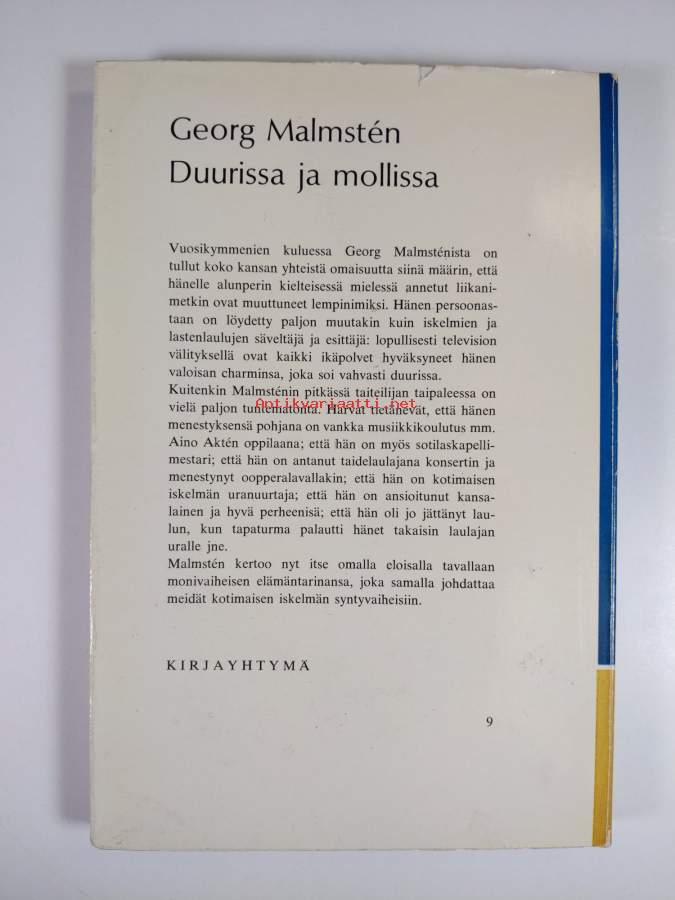 Georg Malmstén
Duurissa ja mollissa
Vuosikymmenien kuluessa Georg Malmsténista on
tullut koko kansan yhteistä omaisuutta siinä määrin, että
hänelle alunperin kielteisessä mielessä annetut liikani-
metkin ovat muuttuneet lempinimiksi. Hänen persoonas-
taan on löydetty paljon muutakin kuin iskelmien ja
lastenlaulujen säveltäjä ja esittäjä: lopullisesti television
välityksellä ovat kaikki ikäpolvet hyväksyneet hänen
valoisan charminsa, joka soi vahvasti duurissa.
Kuitenkin Malmsténin pitkässä taiteilijan taipaleessa on
vielä paljon tuntematonta. Harvat tietänevät, että hänen
Antikvariaatti.net
menestyksensä pohjana on vankka musiikkikoulutus mm.
Aino Aktén oppilaana; että hän on myös sotilaskapelli-
mestari; että hän on antanut taidelaulajana konsertin ja
menestynyt oopperalavallakin; että hän on kotimaisen
iskelmän uranuurtaja; että hän on ansioitunut kansa-
lainen ja hyvä perheenisä; että hän oli jo jättänyt lau-
lun, kun tapaturma palautti hänet takaisin laulajan
uralle jne.
Malmstén kertoo nyt itse omalla eloisalla tavallaan
monivaiheisen elämäntarinansa, joka samalla johdattaa
meidät kotimaisen iskelmän syntyvaiheisiin.
KIRJAYHTYMÄ
9